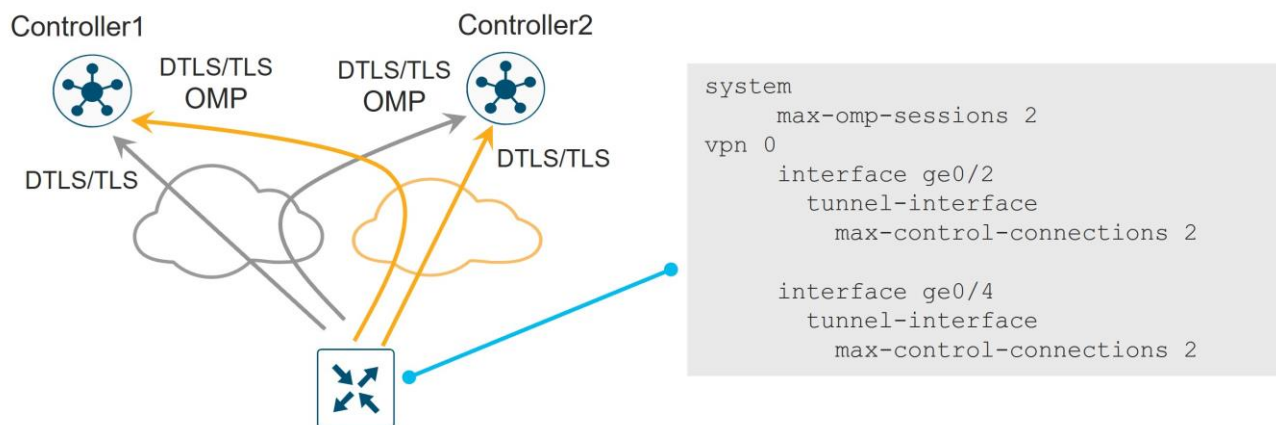 Controller1
Controller2
DTLS/TLS
OMP
DTLS/TLS
OMP
DTLS/TLS
DTLS/TLS
system
max-omp-sessions 2
vpn 0
interface ge0/2
tunnel-interface
max-control-connections 2
interface ge0/4
tunnel-interface
max-control-connections 2